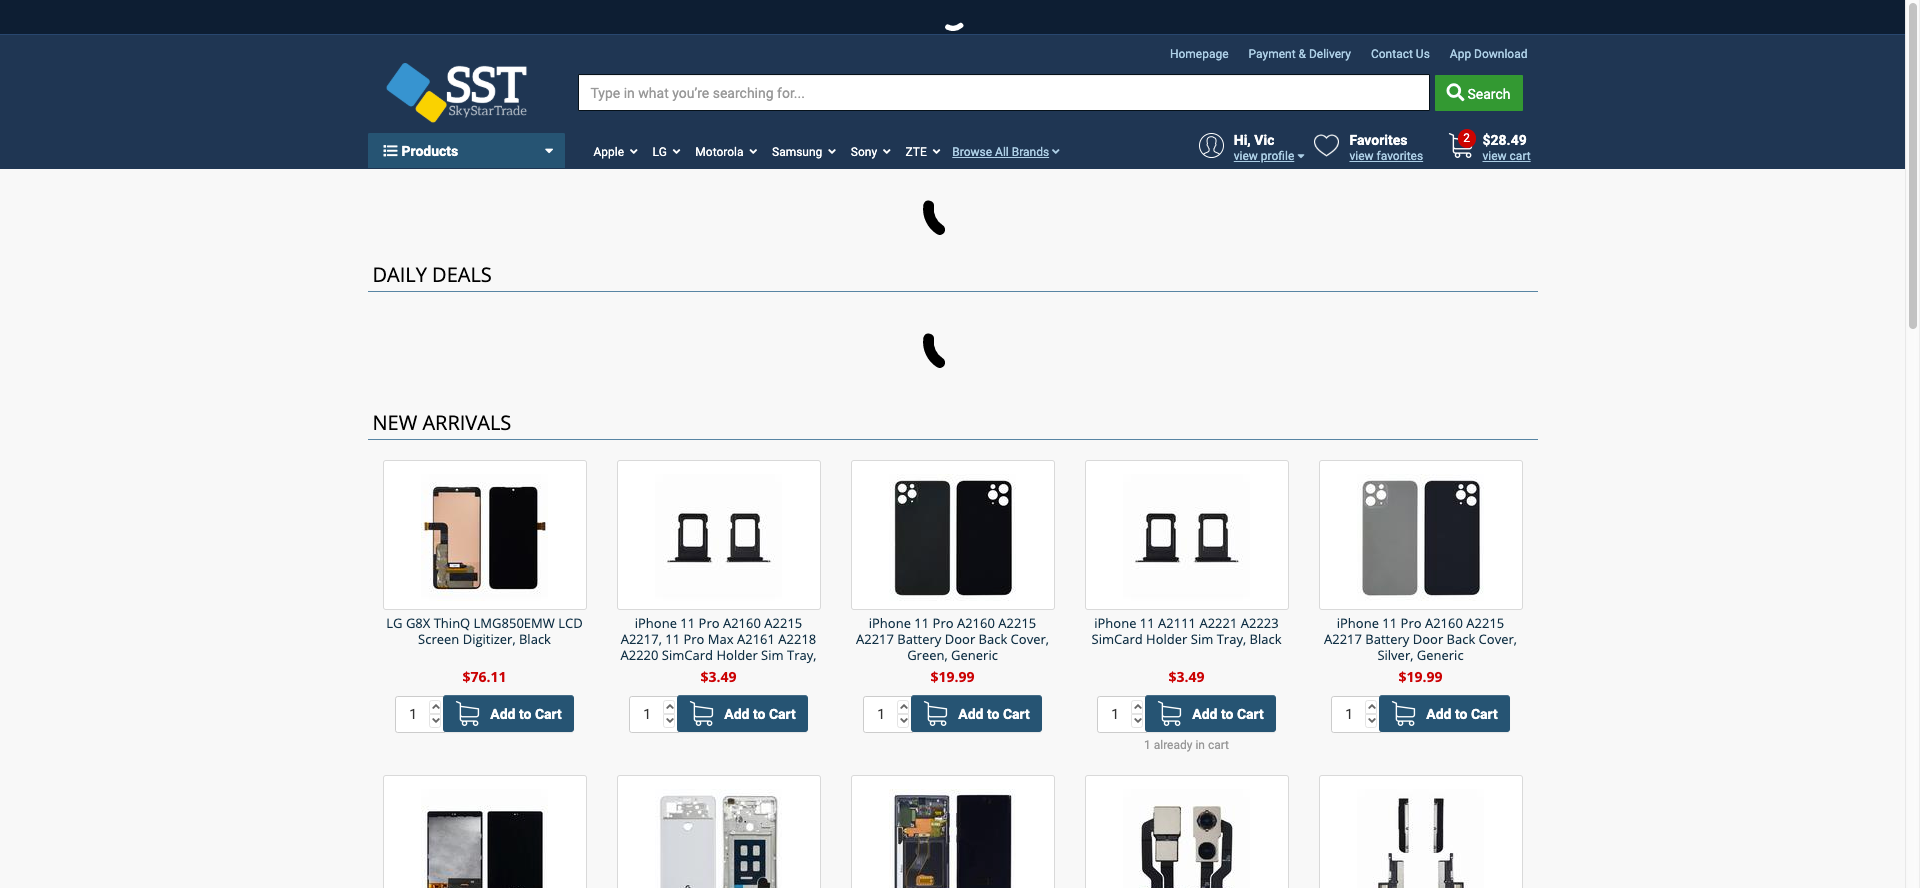 Homepage Payment & Delivery Contact Us App Download
SST
SkyStarTrade
Type in what you're searching for...
Search
Products
Apple LG Motorola Samsung Sony ZTE Browse All Brands
Hi, Vic
view profile
Favorites
view favorites
2
$28.49
view cart
DAILY DEALS
NEW ARRIVALS
LG G8X ThinQ LMG850EMW LCD
Screen Digitizer, Black
$76.11
1 Add to Cart
iPhone 11 Pro A2160 A2215
A2217, 11 Pro Max A2161 A2218
A2220 SimCard Holder Sim Tray,
$3.49
1 Add to Cart
iPhone 11 Pro A2160 A2215
A2217 Battery Door Back Cover,
Green, Generic
$19.99
1 Add to Cart
iPhone 11 A2111 A2221 A2223
SimCard Holder Sim Tray, Black
$3.49
1 Add to Cart
1 already in cart
iPhone 11 Pro A2160 A2215
A2217 Battery Door Back Cover,
Silver, Generic
$19.99
1 Add to Cart